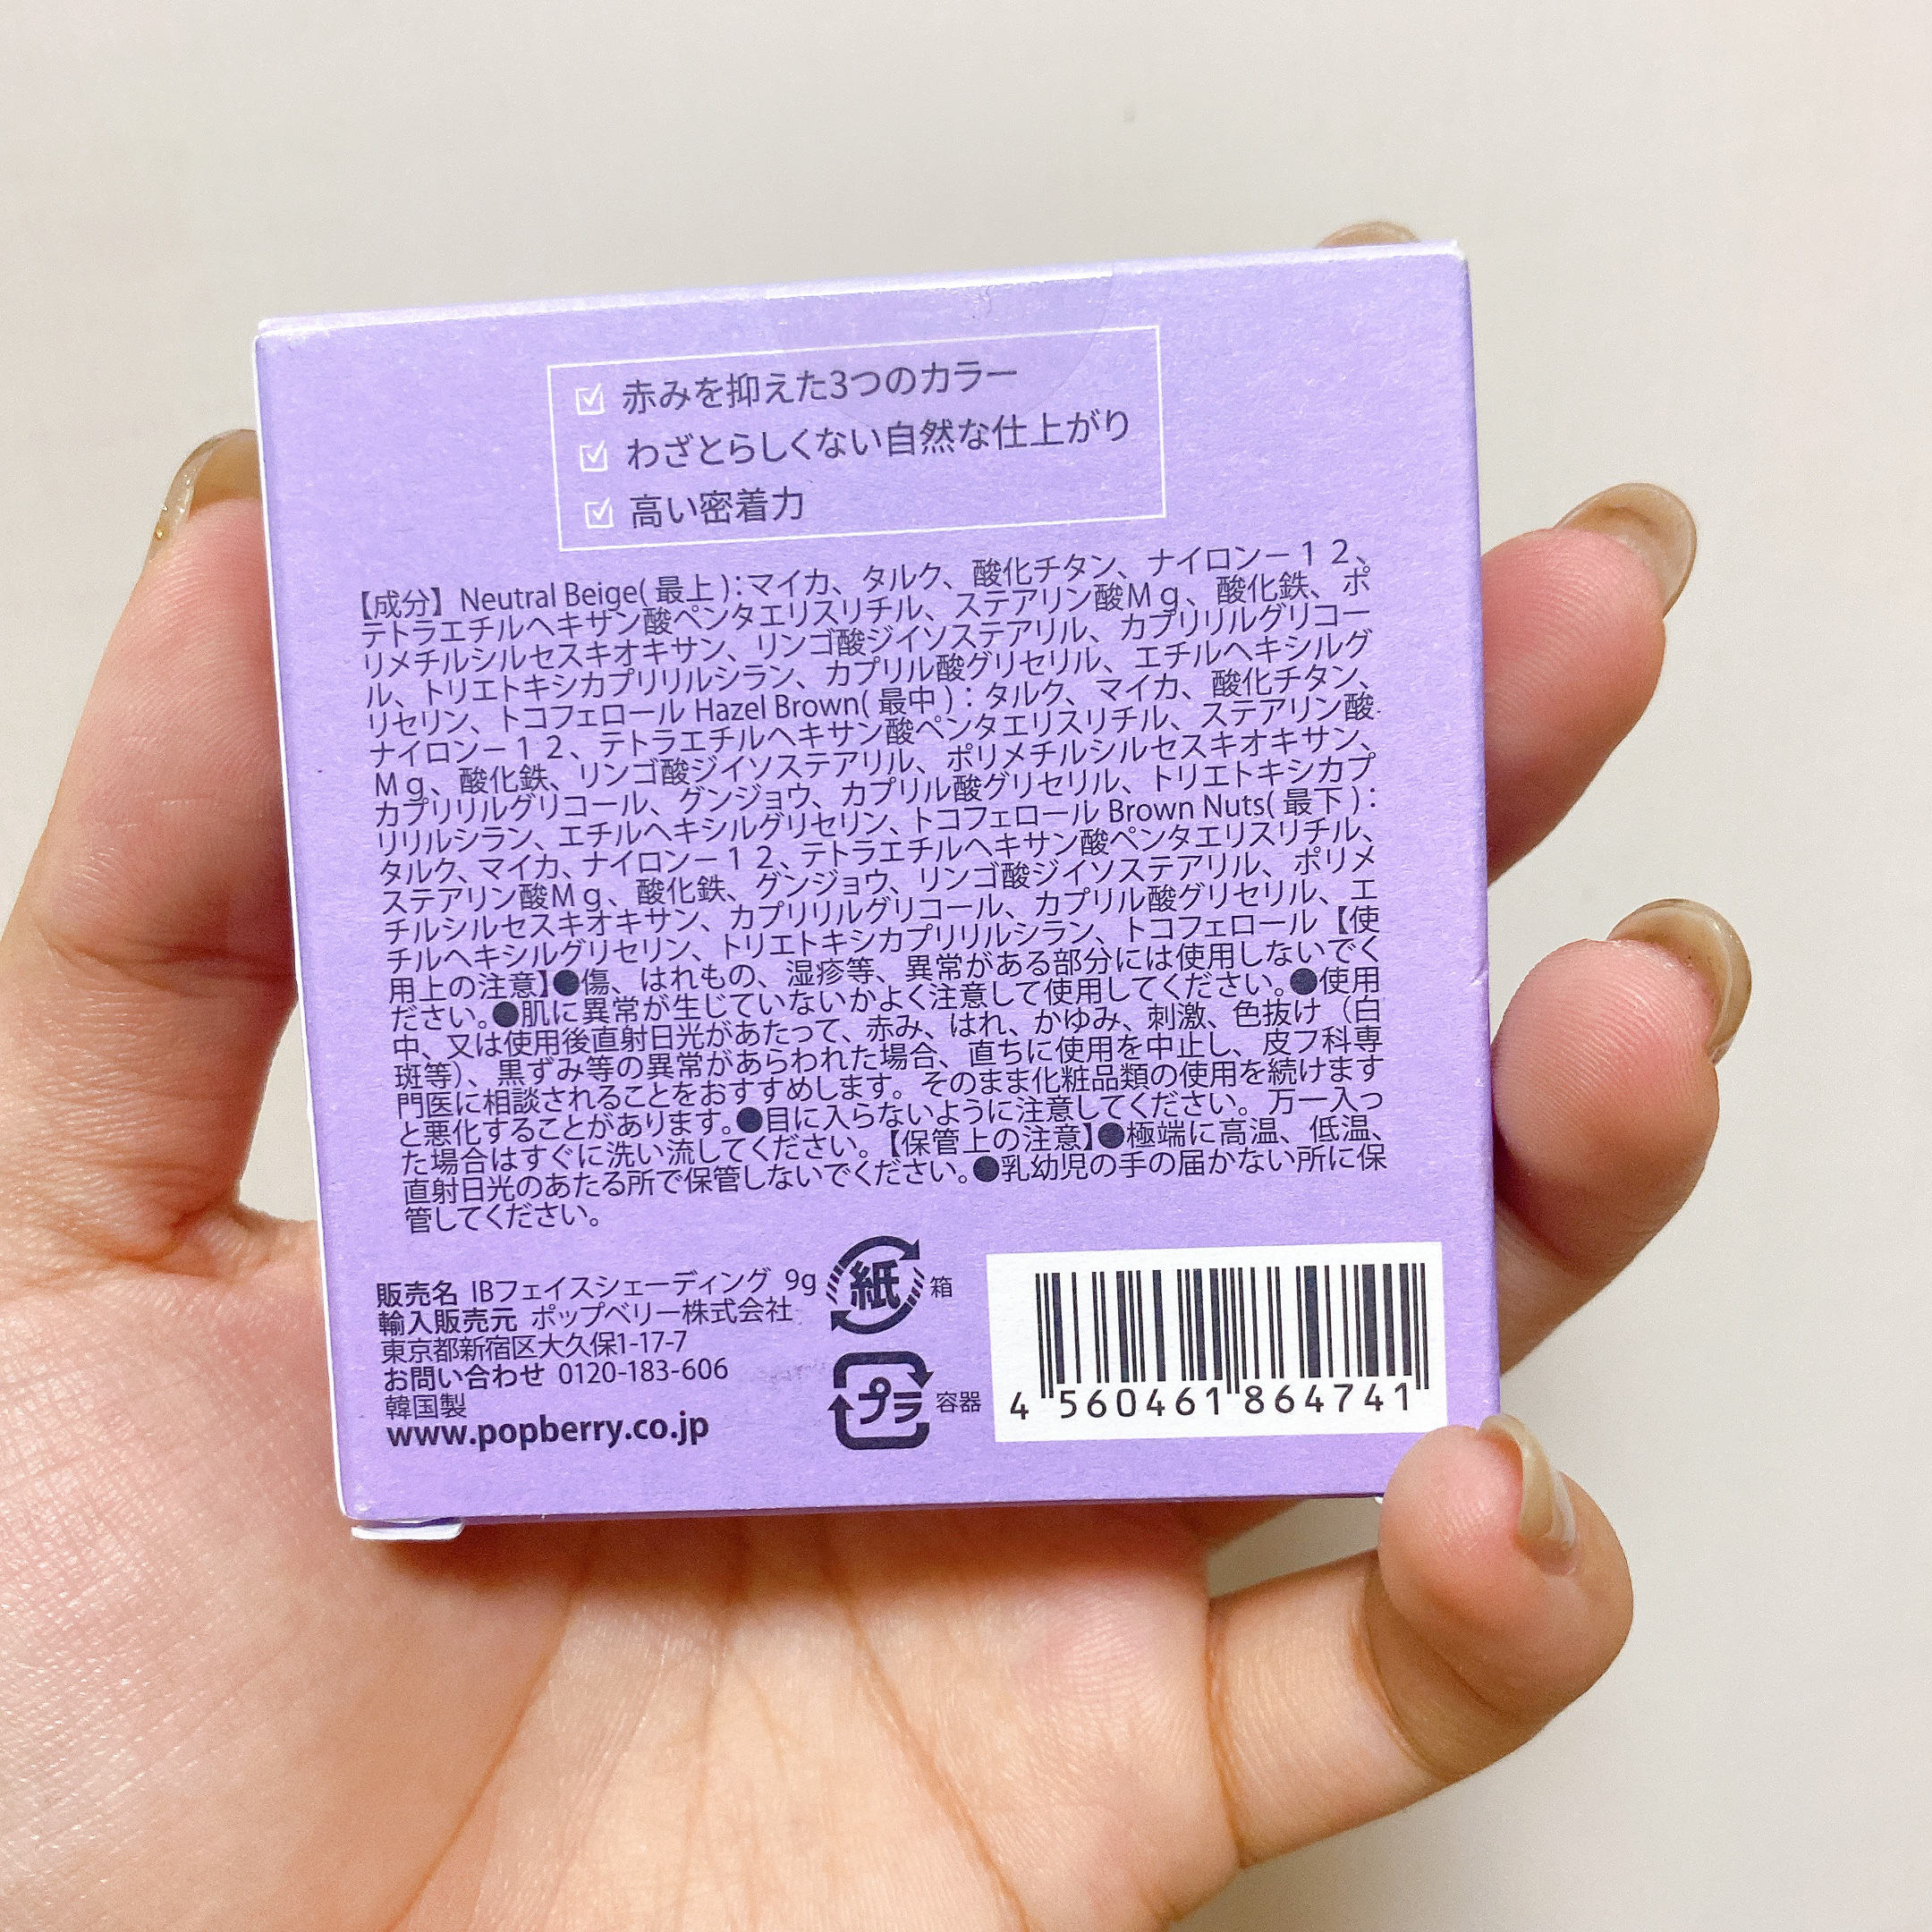 赤みを抑えた3つのカラー
わざとらしくない自然な仕上がり
高い密着力
【成分】Neutral Beige(最上):マイカ、タルク、酸化チタン、ナイロン－１２、
テトラエチルヘキサン酸ペンタエリスリチル、ステアリン酸Ｍｇ、酸化鉄、ポ
リメチルシルセスキオキサン、リンゴ酸ジイソステアリル、カプリリルグリコー
ル、トリエトキシカプリリルシラン、カプリル酸グリセリル、エチルヘキシルグ
リセリン、トコフェロール Hazel Brown(最中):タルク、マイカ、酸化チタン、
ナイロン－１２、テトラエチルヘキサン酸ペンタエリスリチル、ステアリン酸
Ｍｇ、酸化鉄、リンゴ酸ジイソステアリル、ポリメチルシルセスキオキサン、
カプリリルグリコール、グンジョウ、カプリル酸グリセリル、トリエトキシカプ
リリルシラン、エチルヘキシルグリセリン、トコフェロール Brown Nuts(最下):
タルク、マイカ、ナイロン－１２、テトラエチルヘキサン酸ペンタエリスリチル、
ステアリン酸Ｍｇ、酸化鉄、グンジョウ、リンゴ酸ジイソステアリル、ポリメ
チルシルセスキオキサン、カプリリルグリコール、カプリル酸グリセリル、エ
チルヘキシルグリセリン、トリエトキシカプリリルシラン、トコフェロール【使
用上の注意】●傷、はれもの、湿疹等、異常がある部分には使用しないでく
ださい。●肌に異常が生じていないかよく注意して使用してください。●使用
中、又は使用後直射日光があたって、赤み、はれ、かゆみ、刺激、色抜け（白
斑等）、黒ずみ等の異常があらわれた場合、直ちに使用を中止し、皮フ科専
門医に相談されることをおすすめします。そのまま化粧品類の使用を続けます
と悪化することがあります。●目に入らないように注意してください。万一入っ
た場合はすぐに洗い流してください。【保管上の注意】●極端に高温、低温、
直射日光のあたる所で保管しないでください。●乳幼児の手の届かない所に保
管してください。
販売名 IBフェイスシェーディング 9g
輸入販売元 ポップベリー株式会社
東京都新宿区大久保1-17-7
お問い合わせ 0120-183-606
韓国製
www.popberry.co.jp
紙 箱
プラ 容器
4 560461 864741